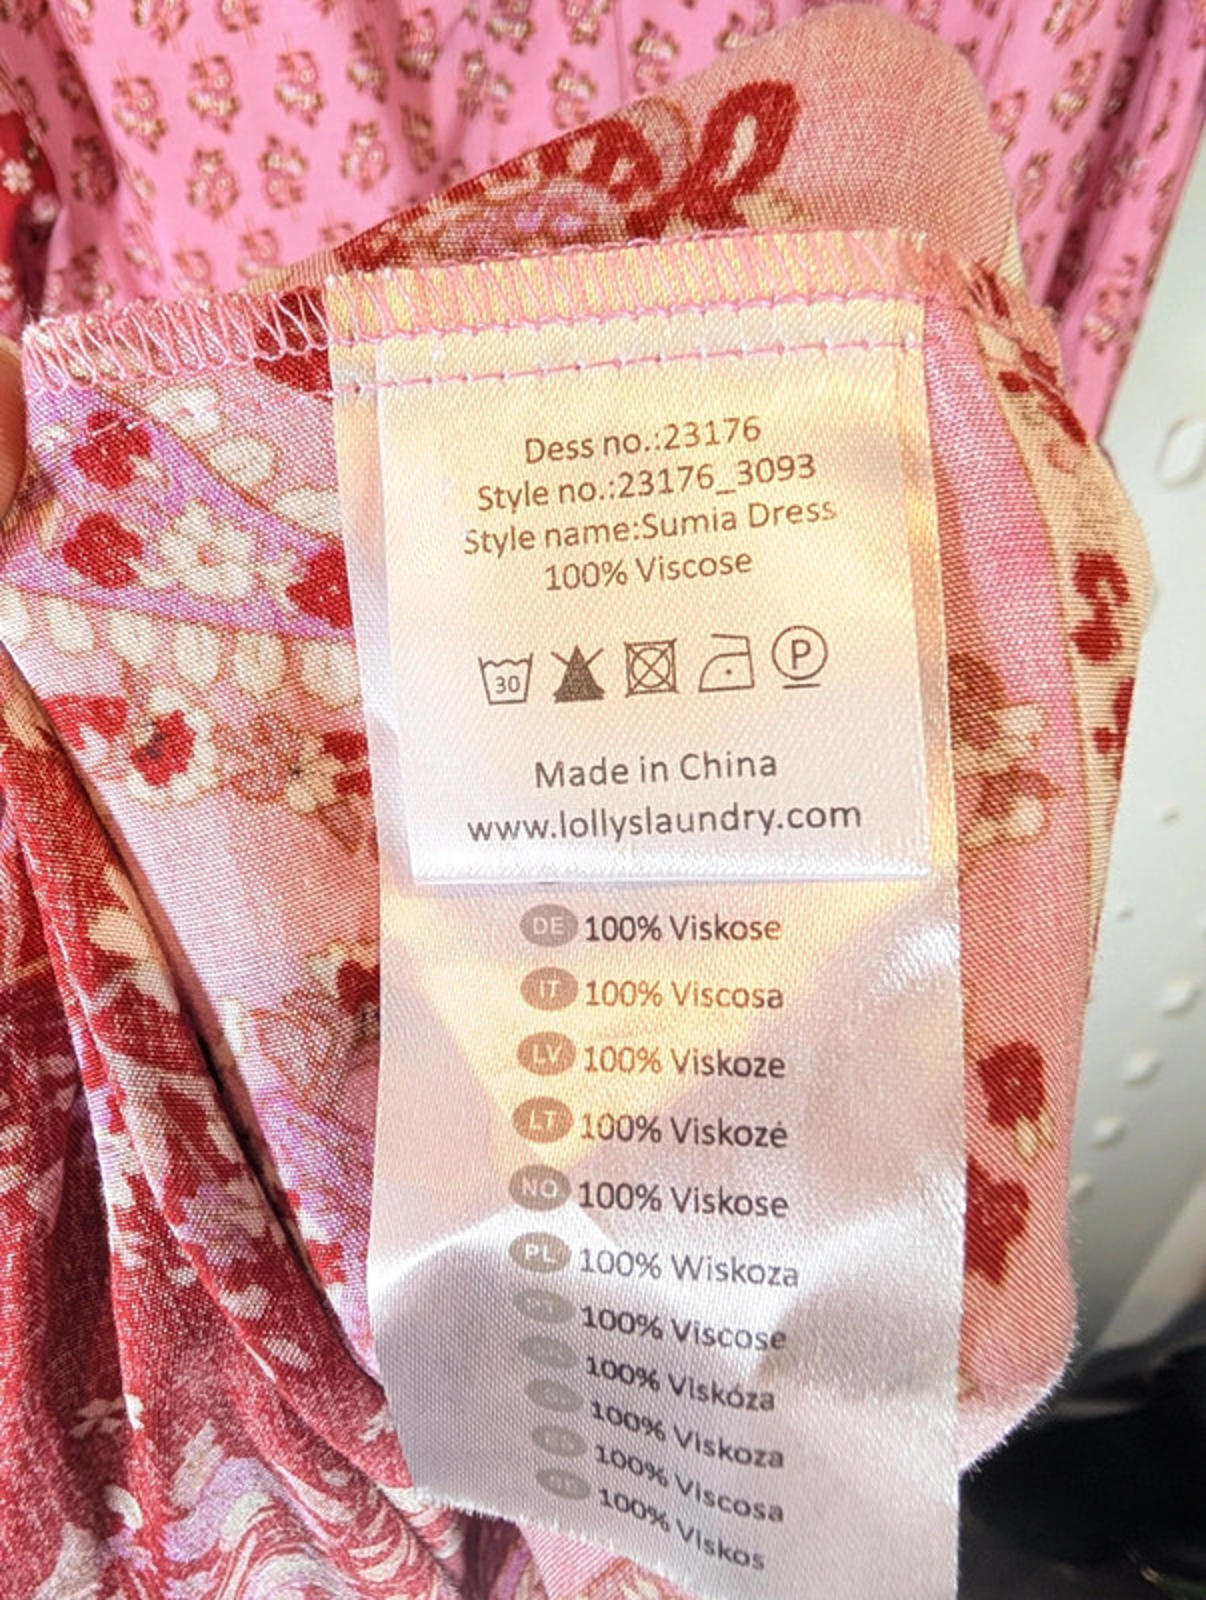 Dess no.:23176
Style no.:23176_3093
Style name:Sumia Dress
100% Viscose
30 P
Made in China
www.lollyslaundry.com
DE 100% Viskose
IT 100% Viscosa
LV 100% Viskoze
LT 100% Viskozė
NO 100% Viskose
PL 100% Wiskoza
100% Viscose
100% Viskóza
100% Viskoza
100% Viscosa
100% Viskos